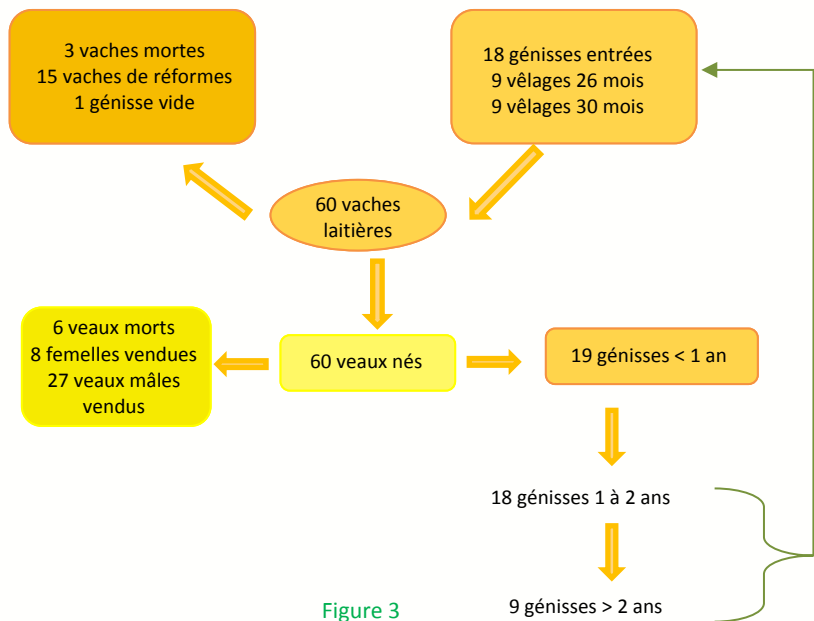 3 vaches mortes
15 vaches de réformes
1 génisse vide
18 génisses entrées
9 vêlages 26 mois
9 vêlages 30 mois
60 vaches
laitières
6 veaux morts
8 femelles vendues
27 veaux mâles
vendus
60 veaux nés
19 génisses < 1 an
18 génisses 1 à 2 ans
9 génisses > 2 ans
Figure 3